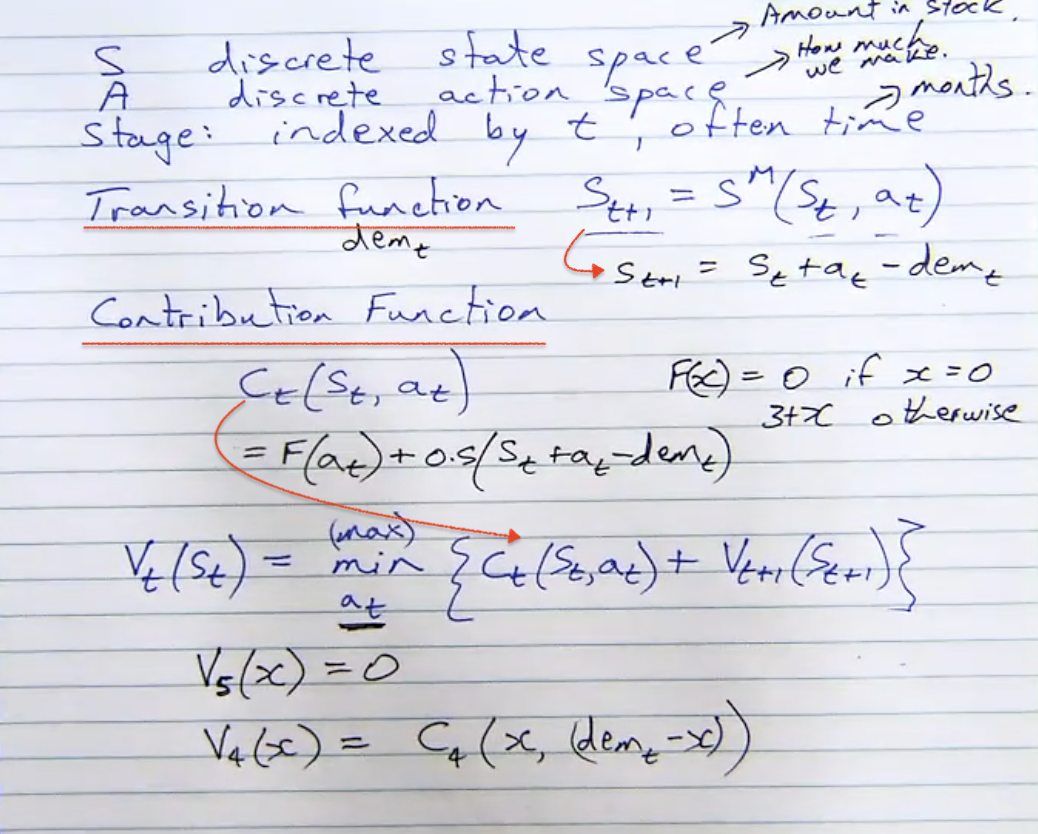 Amount in stock.
S discrete state space
How much
we make.
A discrete action space
months.
Stage: indexed by t, often time
Transition function S_{t+1} = S^M(S_t, a_t)
dem_t
S_{t+1} = S_t + a_t - dem_t
Contribution Function
C_t(S_t, a_t)
F(x) = 0 if x = 0
3+x otherwise
= F(a_t) + 0.5(S_t + a_t - dem_t)
(max)
V_t(S_t) = min { C_t(S_t, a_t) + V_{t+1}(S_{t+1}) }
a_t
V_5(x) = 0
V_4(x) = C_4(x, (dem_t - x))